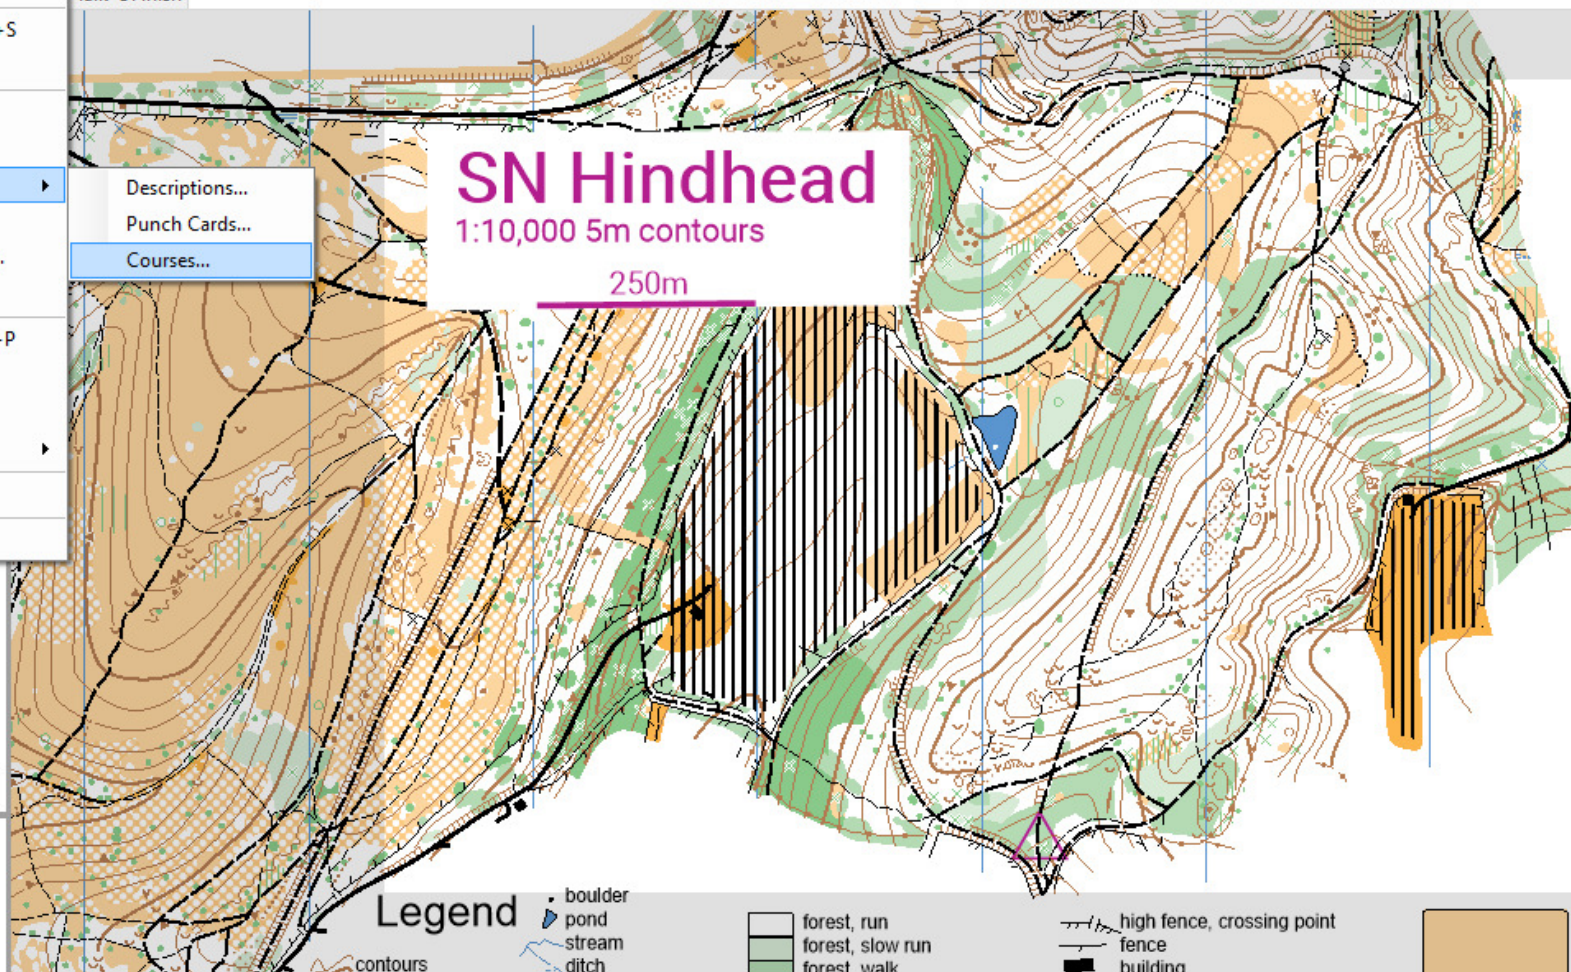 -S
Descriptions...
Punch Cards...
Courses...
-P
SN Hindhead
1:10,000 5m contours
250m
Legend
contours
boulder
pond
stream
ditch
forest, run
forest, slow run
forest, walk
high fence, crossing point
fence
building